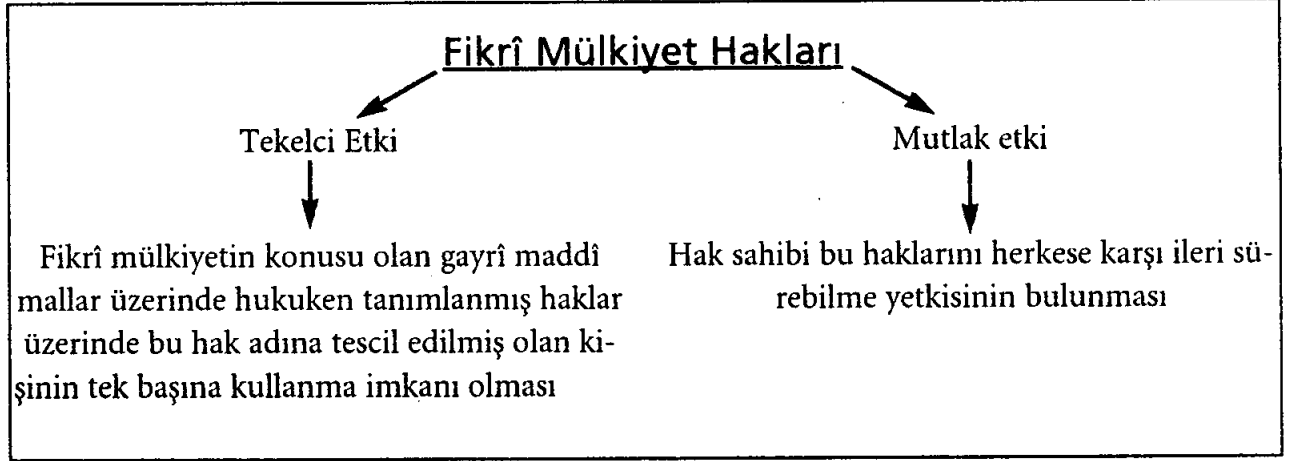 Fikrî Mülkiyet Hakları
Tekelci Etki
Fikrî mülkiyetin konusu olan gayrî maddî
mallar üzerinde hukuken tanımlanmış haklar
üzerinde bu hak adına tescil edilmiş olan ki-
şinin tek başına kullanma imkanı olması
Mutlak etki
Hak sahibi bu haklarını herkese karşı ileri sü-
rebilme yetkisinin bulunması